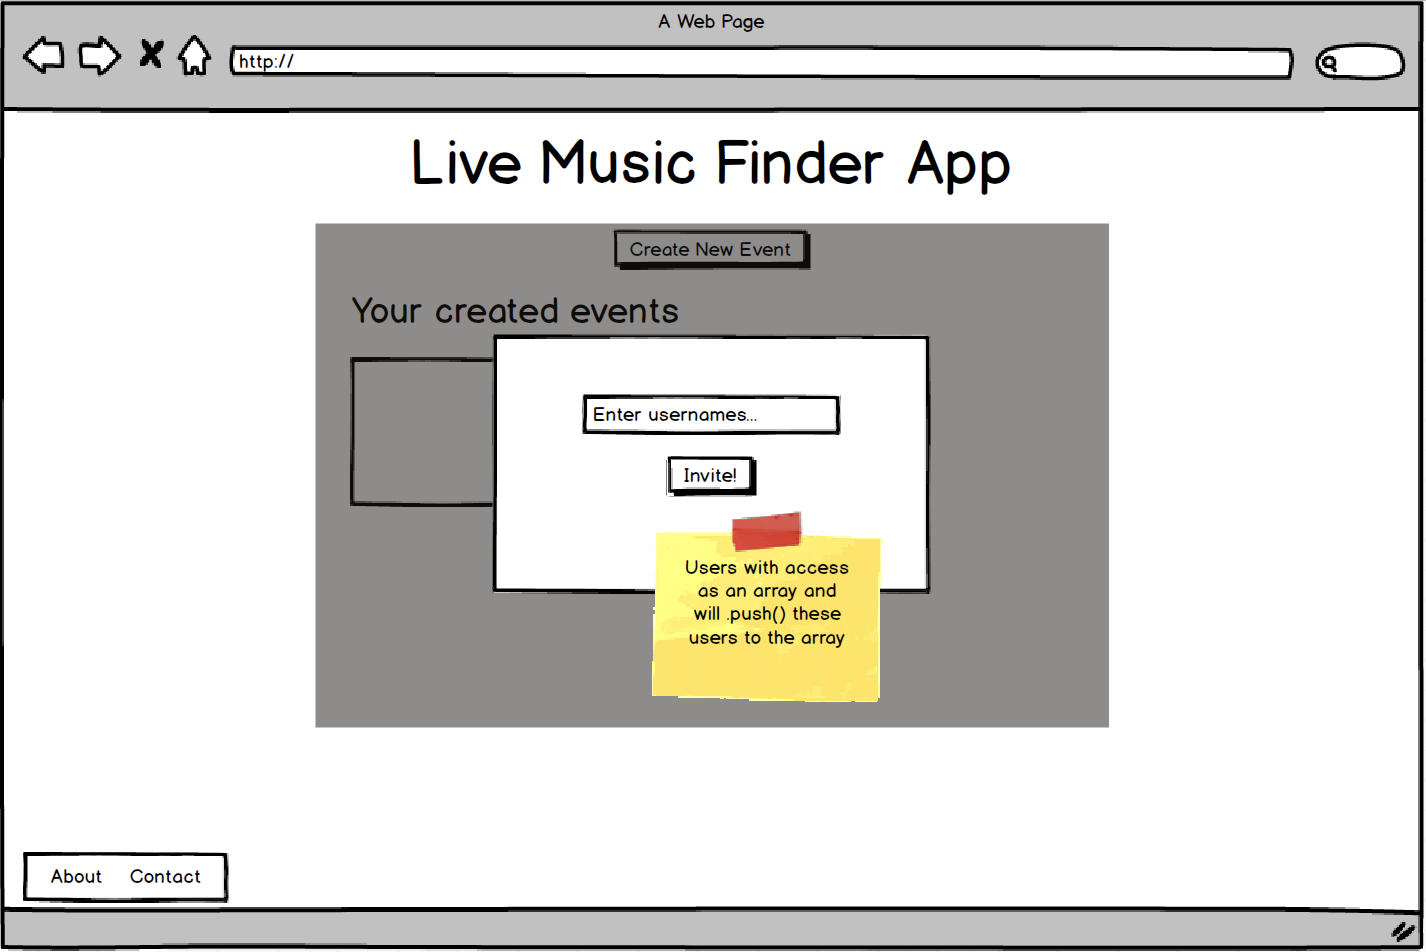 A Web Page
http://
Live Music Finder App
Create New Event
Your created events
Enter usernames...
Invite!
Users with access
as an array and
will .push() these
users to the array
About Contact